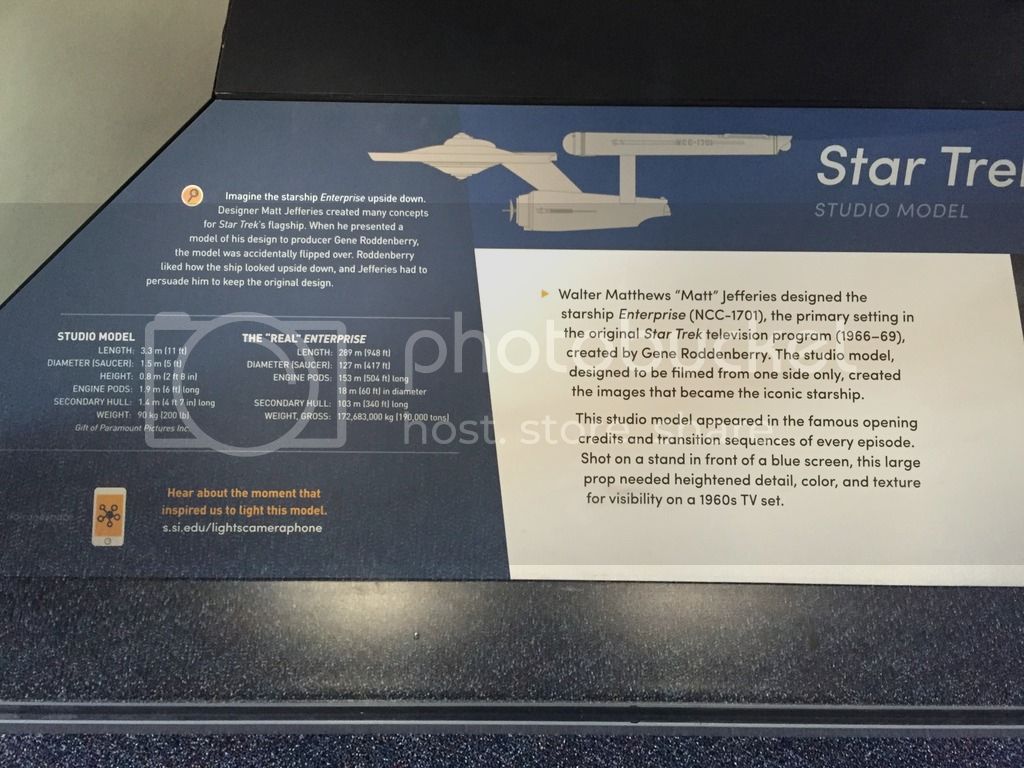 NCC-1701
Star Tre
STUDIO MODEL
Imagine the starship Enterprise upside down.
Designer Matt Jefferies created many concepts
for Star Trek's flagship. When he presented a
model of his design to producer Gene Roddenberry,
the model was accidentally flipped over. Roddenberry
liked how the ship looked upside down, and Jefferies had to
persuade him to keep the original design.
STUDIO MODEL
LENGTH: 3.3 m (11 ft)
DIAMETER (SAUCER): 1.5 m (5 ft)
HEIGHT: 0.8 m (2 ft 8 in)
ENGINE PODS: 1.9 m (6 ft) long
SECONDARY HULL: 1.4 m (4 ft 7 in) long
WEIGHT: 90 kg (200 lb)
Gift of Paramount Pictures Inc.
THE "REAL" ENTERPRISE
LENGTH: 289 m (948 ft)
DIAMETER (SAUCER): 127 m (417 ft)
ENGINE PODS: 153 m (504 ft) long
18 m (60 ft) in diameter
SECONDARY HULL: 103 m (340 ft) long
WEIGHT, GROSS: 172,683,000 kg (190,000 tons)
Hear about the moment that
inspired us to light this model.
s.si.edu/lightscameraphone
Walter Matthews "Matt" Jefferies designed the
starship Enterprise (NCC-1701), the primary setting in
the original Star Trek television program (1966–69),
created by Gene Roddenberry. The studio model,
designed to be filmed from one side only, created
the images that became the iconic starship.
This studio model appeared in the famous opening
credits and transition sequences of every episode.
Shot on a stand in front of a blue screen, this large
prop needed heightened detail, color, and texture
for visibility on a 1960s TV set.
photobucket
host. store. share.